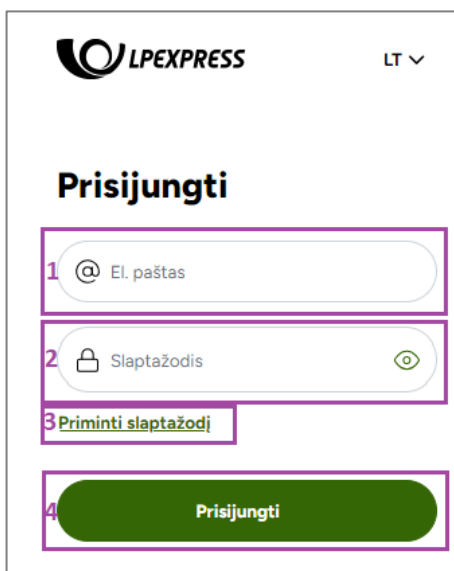 LPEXPRESS LT
Prisijungti
1 @ El. paštas
2 Slaptažodis
3 Priminti slaptažodį
4 Prisijungti